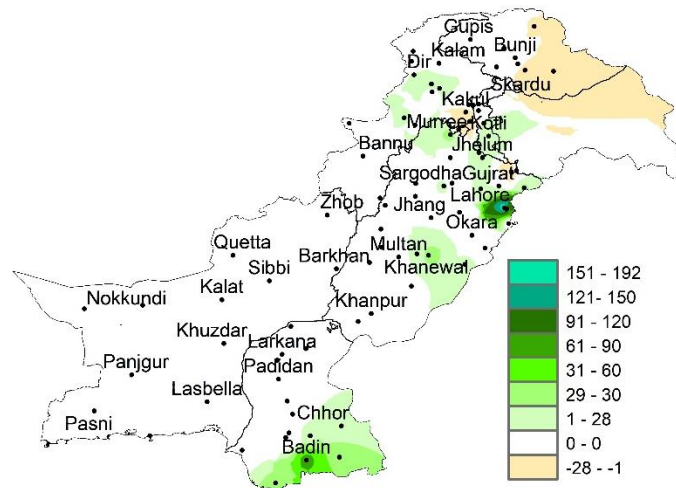 Gupis
Kalam
Bunji
Dir
Skardu
Kakul
Murree
Kotli
Bannu
Jhelum
Sargodha
Gujrat
Zhob
Jhang
Lahore
Okara
Quetta
Barkhan
Multan
Sibbi
Khanewal
Nokkundi
Kalat
Khanpur
Khuzdar
Larkana
Panjgur
Padidan
Lasbella
Pasni
Chhor
Badin
151 - 192
121 - 150
91 - 120
61 - 90
31 - 60
29 - 30
1 - 28
0 - 0
-28 - -1